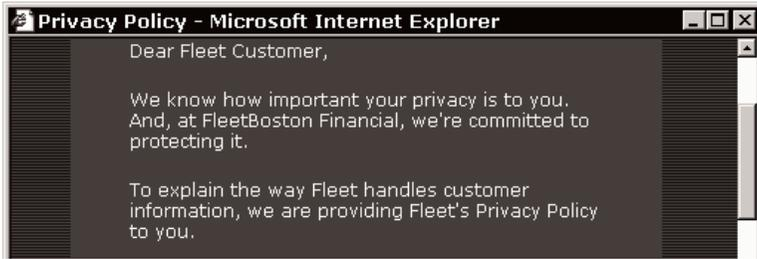 Privacy Policy - Microsoft Internet Explorer
Dear Fleet Customer,
We know how important your privacy is to you.
And, at FleetBoston Financial, we're committed to
protecting it.
To explain the way Fleet handles customer
information, we are providing Fleet's Privacy Policy
to you.